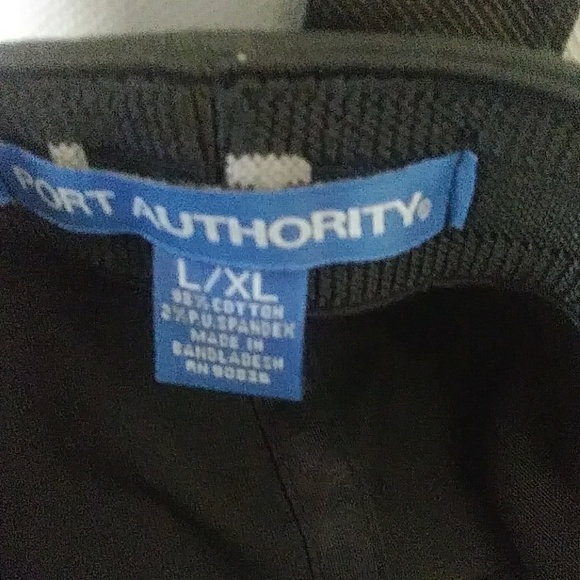 PORT AUTHORITY®
L/XL
98% COTTON
2% P.U. SPANDEX
MADE IN
BANGLADESH
RN